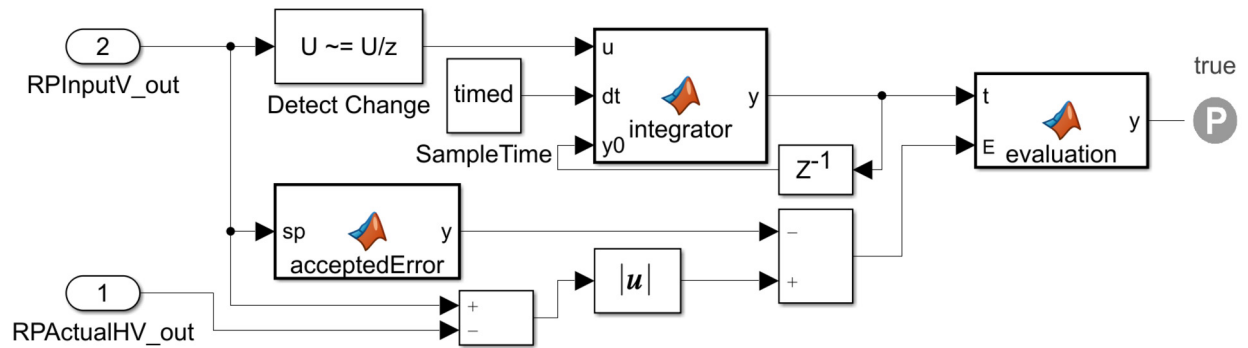 2
RPInputV_out
U ~= U/z
Detect Change
timed
SampleTime
u
dt
y0
y
integrator
Z⁻¹
t
E
y
evaluation
true
P
sp
y
acceptedError
1
RPActualHV_out
+
−
|u|
−
+